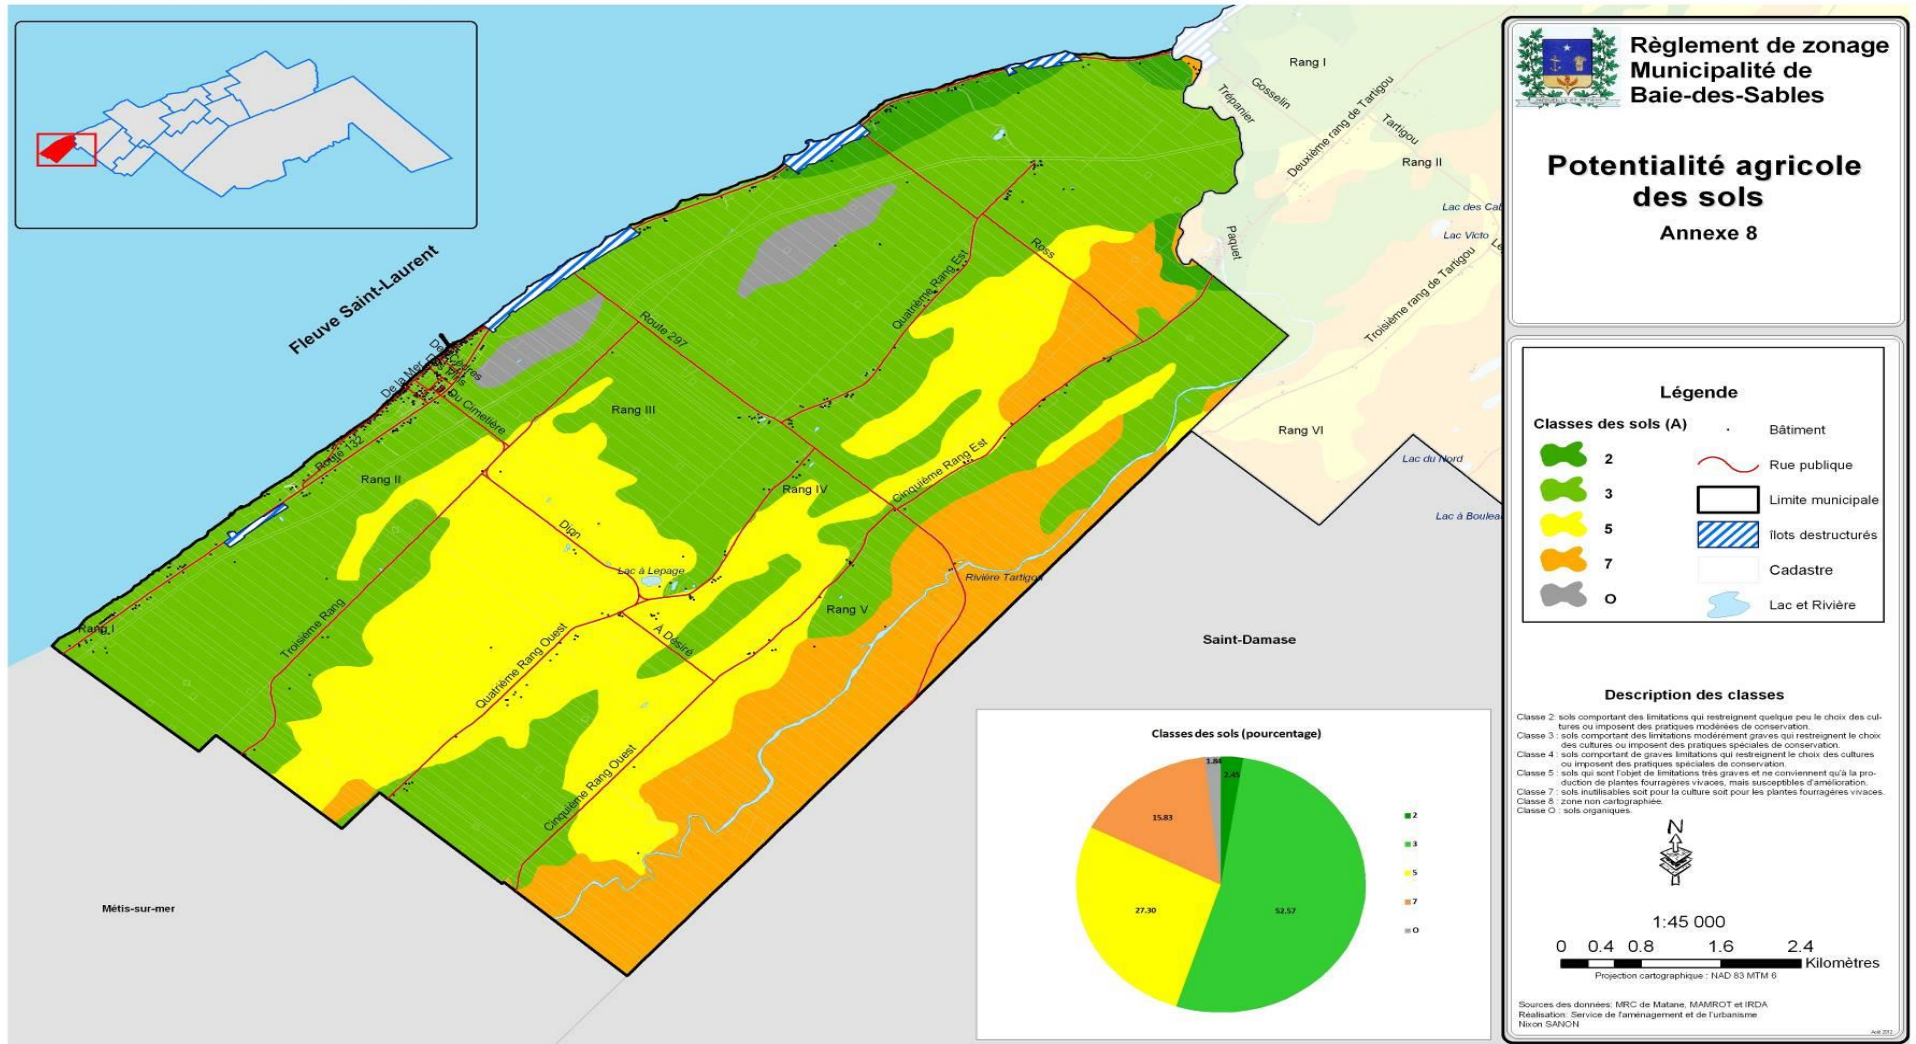 Règlement de zonage
Municipalité de
Baie-des-Sables
Potentialité agricole
des sols
Annexe 8
Légende
Classes des sols (A)
2
3
5
7
O
Bâtiment
Rue publique
Limite municipale
îlots destructurés
Cadastre
Lac et Rivière
Description des classes
Classe 2: sols comportant des limitations qui restreignent quelque peu le choix des cul-
tures ou imposent des pratiques modérées de conservation.
Classe 3 : sols comportant des limitations modérément graves qui restreignent le choix
des cultures ou imposent des pratiques spéciales de conservation.
Classe 4 : sols comportant de graves limitations qui restreignent le choix des cultures
ou imposent des pratiques spéciales de conservation.
Classe 5 : sols qui sont l'objet de limitations très graves et ne conviennent qu'à la pro-
duction de plantes fourragères vivaces, mais susceptibles d'amélioration.
Classe 7 : sols inutilisables soit pour la culture soit pour les plantes fourragères vivaces.
Classe 8 : zone non cartographiée.
Classe O : sols organiques.
N
1:45 000
0 0.4 0.8 1.6 2.4
Kilomètres
Projection cartographique : NAD 83 MTM 6
Sources des données: MRC de Matane, MAMROT et IRDA
Réalisation: Service de l'aménagement et de l'urbanisme
Nixon SANON
Fleuve Saint-Laurent
Rang I
Gosselin
Trépanier
Deuxième rang de Tartigou
Tartigou
Rang II
Lac Victo
Paquet
Troisième rang de Tartigou
Rang VI
Lac du Nord
Ross
Quatrième Rang Est
Route 297
De la Mer
Du Cimetière
Rang III
Route 132
Rang II
Rang IV
Cinquième Rang Est
Dion
Lac à Lepage
Rang V
Rivière Tartigou
À Désiré
Rang I
Troisième Rang
Quatrième Rang Ouest
Cinquième Rang Ouest
Saint-Damase
Métis-sur-mer
Classes des sols (pourcentage)
1.84
2.45
15.83
27.30
52.57
2
3
5
7
O